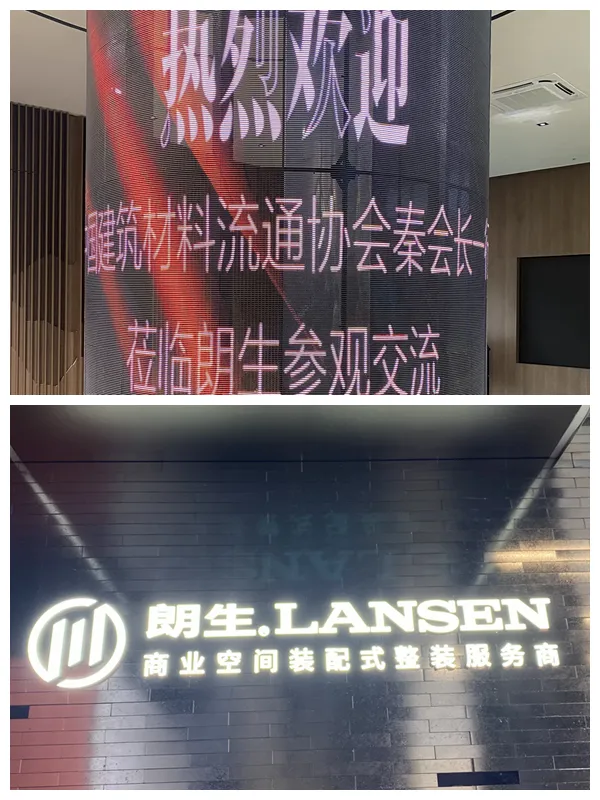 热烈欢迎
国建筑材料流通协会秦会长一行
莅临朗生参观交流
朗生.LANSEN
商业空间装配式整装服务商